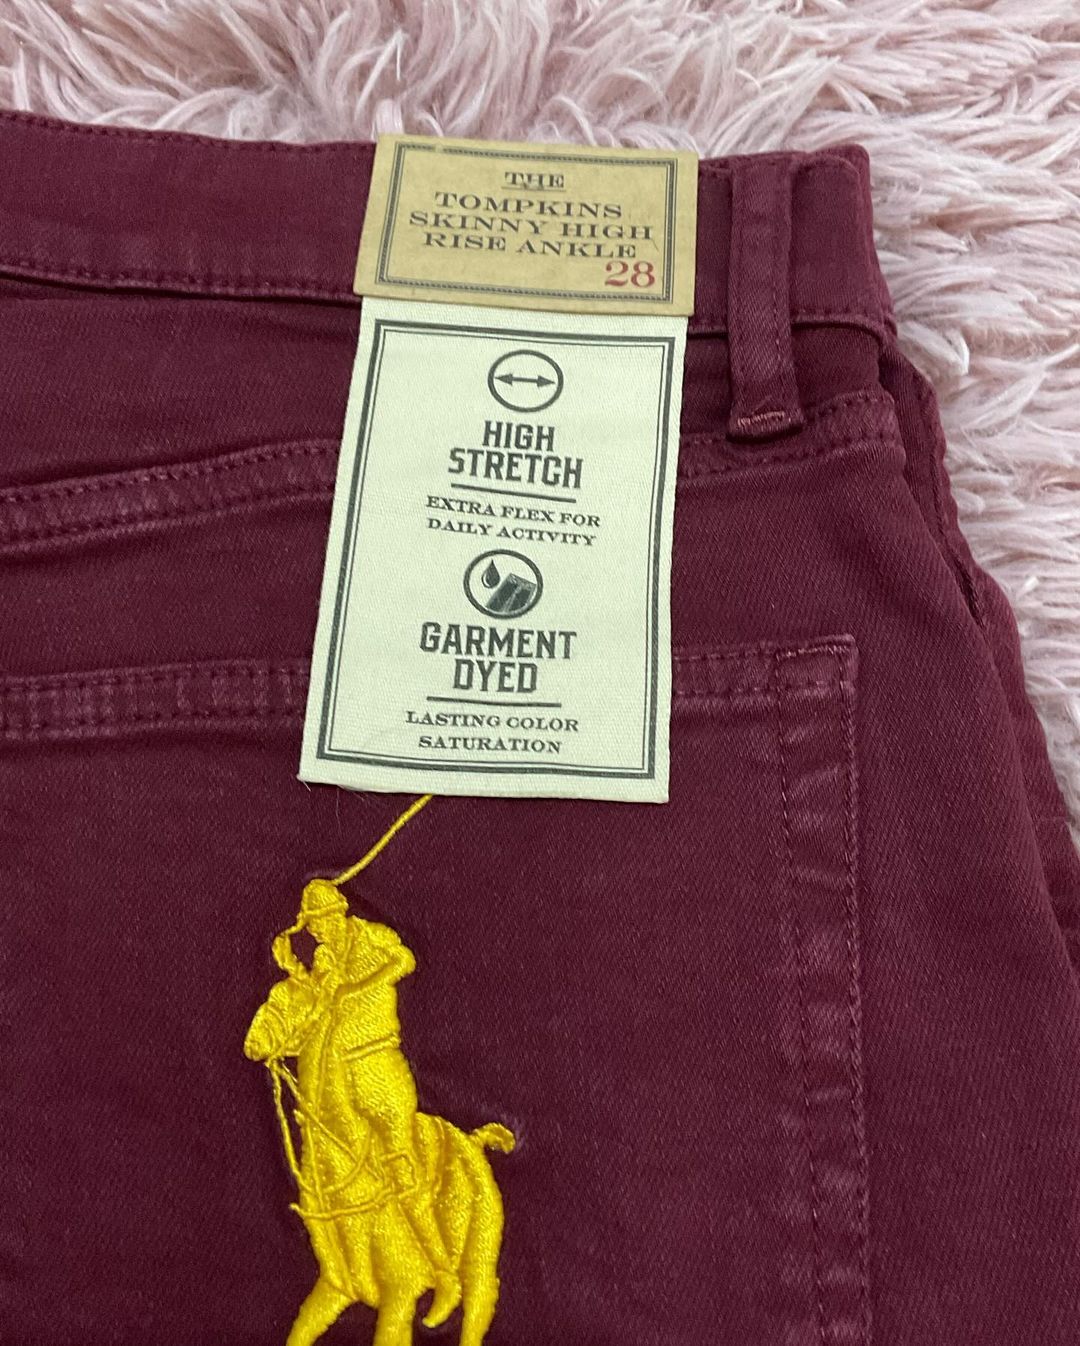 THE
TOMPKINS
SKINNY HIGH
RISE ANKLE
28
HIGH
STRETCH
EXTRA FLEX FOR
DAILY ACTIVITY
GARMENT
DYED
LASTING COLOR
SATURATION